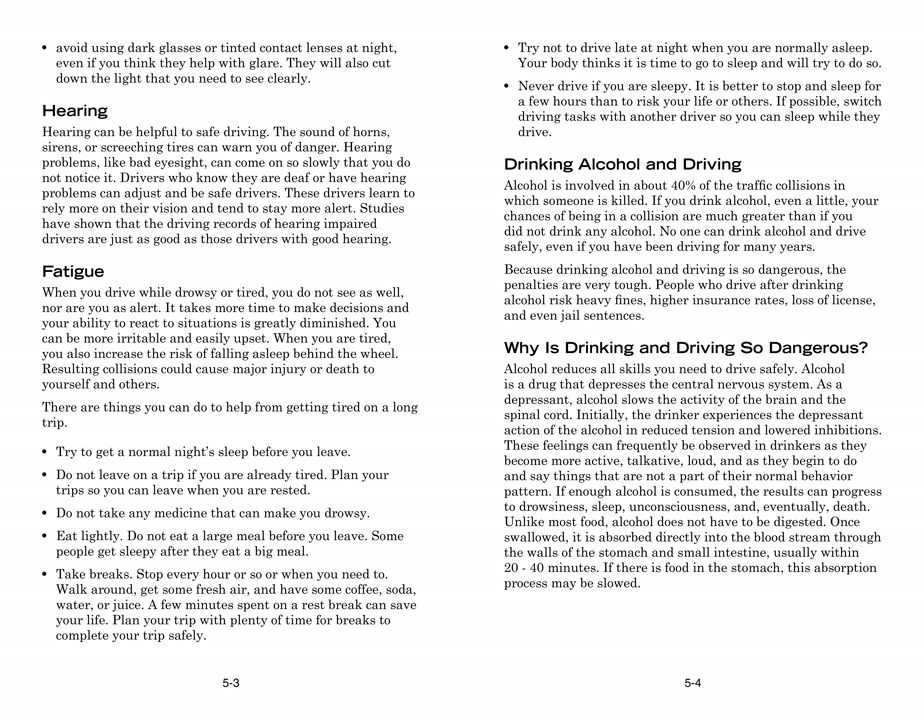 • avoid using dark glasses or tinted contact lenses at night,
even if you think they help with glare. They will also cut
down the light that you need to see clearly.
Hearing
Hearing can be helpful to safe driving. The sound of horns,
sirens, or screeching tires can warn you of danger. Hearing
problems, like bad eyesight, can come on so slowly that you do
not notice it. Drivers who know they are deaf or have hearing
problems can adjust and be safe drivers. These drivers learn to
rely more on their vision and tend to stay more alert. Studies
have shown that the driving records of hearing impaired
drivers are just as good as those drivers with good hearing.
Fatigue
When you drive while drowsy or tired, you do not see as well,
nor are you as alert. It takes more time to make decisions and
your ability to react to situations is greatly diminished. You
can be more irritable and easily upset. When you are tired,
you also increase the risk of falling asleep behind the wheel.
Resulting collisions could cause major injury or death to
yourself and others.
There are things you can do to help from getting tired on a long
trip.
• Try to get a normal night's sleep before you leave.
• Do not leave on a trip if you are already tired. Plan your
trips so you can leave when you are rested.
• Do not take any medicine that can make you drowsy.
• Eat lightly. Do not eat a large meal before you leave. Some
people get sleepy after they eat a big meal.
• Take breaks. Stop every hour or so or when you need to.
Walk around, get some fresh air, and have some coffee, soda,
water, or juice. A few minutes spent on a rest break can save
your life. Plan your trip with plenty of time for breaks to
complete your trip safely.
5-3
• Try not to drive late at night when you are normally asleep.
Your body thinks it is time to go to sleep and will try to do so.
• Never drive if you are sleepy. It is better to stop and sleep for
a few hours than to risk your life or others. If possible, switch
driving tasks with another driver so you can sleep while they
drive.
Drinking Alcohol and Driving
Alcohol is involved in about 40% of the traffic collisions in
which someone is killed. If you drink alcohol, even a little, your
chances of being in a collision are much greater than if you
did not drink any alcohol. No one can drink alcohol and drive
safely, even if you have been driving for many years.
Because drinking alcohol and driving is so dangerous, the
penalties are very tough. People who drive after drinking
alcohol risk heavy fines, higher insurance rates, loss of license,
and even jail sentences.
Why Is Drinking and Driving So Dangerous?
Alcohol reduces all skills you need to drive safely. Alcohol
is a drug that depresses the central nervous system. As a
depressant, alcohol slows the activity of the brain and the
spinal cord. Initially, the drinker experiences the depressant
action of the alcohol in reduced tension and lowered inhibitions.
These feelings can frequently be observed in drinkers as they
become more active, talkative, loud, and as they begin to do
and say things that are not a part of their normal behavior
pattern. If enough alcohol is consumed, the results can progress
to drowsiness, sleep, unconsciousness, and, eventually, death.
Unlike most food, alcohol does not have to be digested. Once
swallowed, it is absorbed directly into the blood stream through
the walls of the stomach and small intestine, usually within
20 - 40 minutes. If there is food in the stomach, this absorption
process may be slowed.
5-4